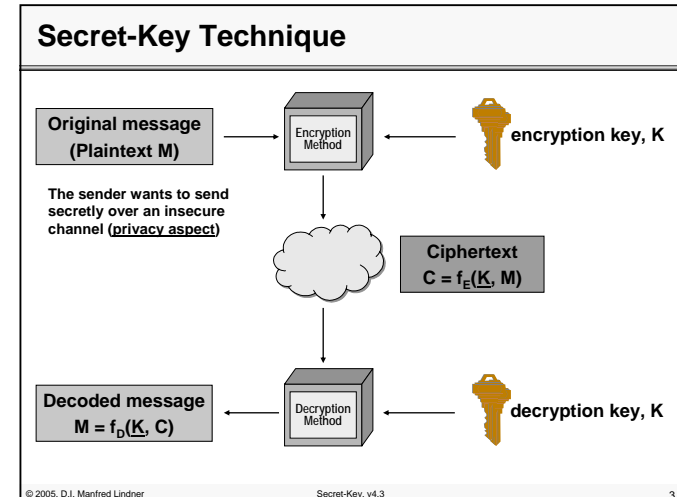 Secret-Key Technique
Original message
(Plaintext M)
Encryption
Method
encryption key, K
The sender wants to send
secretly over an insecure
channel (privacy aspect)
Ciphertext
C = fE(K, M)
Decoded message
M = fD(K, C)
Decryption
Method
decryption key, K
© 2005, D.I. Manfred Lindner
Secret-Key, v4.3
3